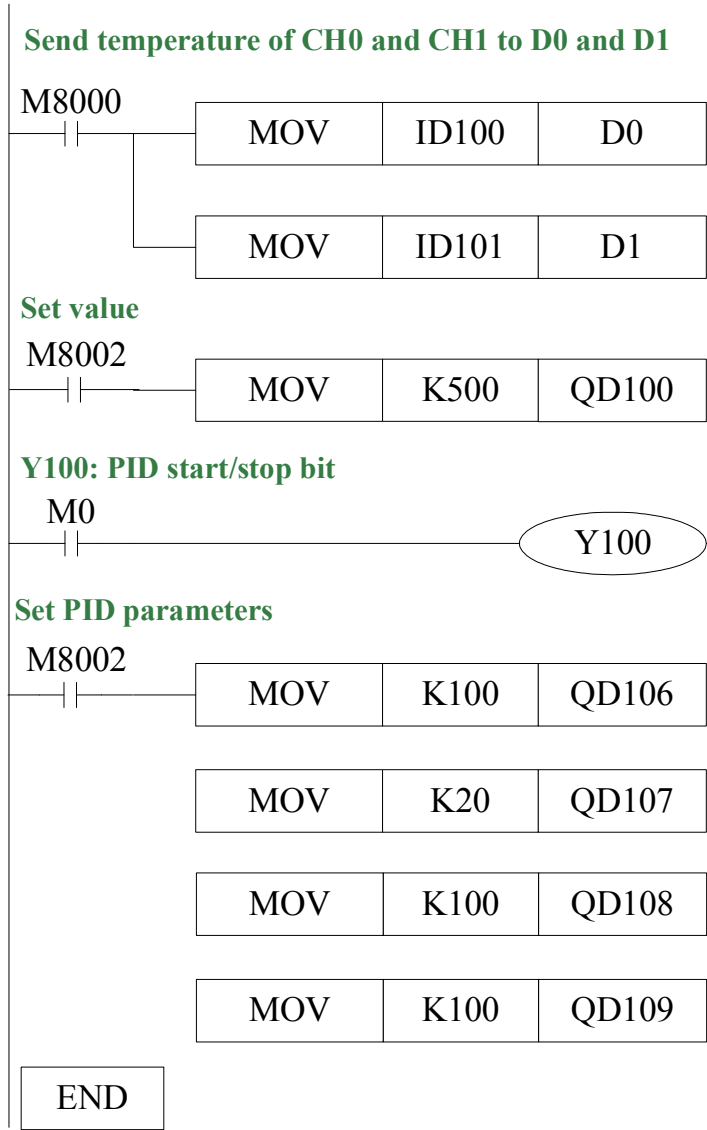 Send temperature of CH0 and CH1 to D0 and D1
M8000
MOV ID100 D0
MOV ID101 D1
Set value
M8002
MOV K500 QD100
Y100: PID start/stop bit
M0
Y100
Set PID parameters
M8002
MOV K100 QD106
MOV K20 QD107
MOV K100 QD108
MOV K100 QD109
END